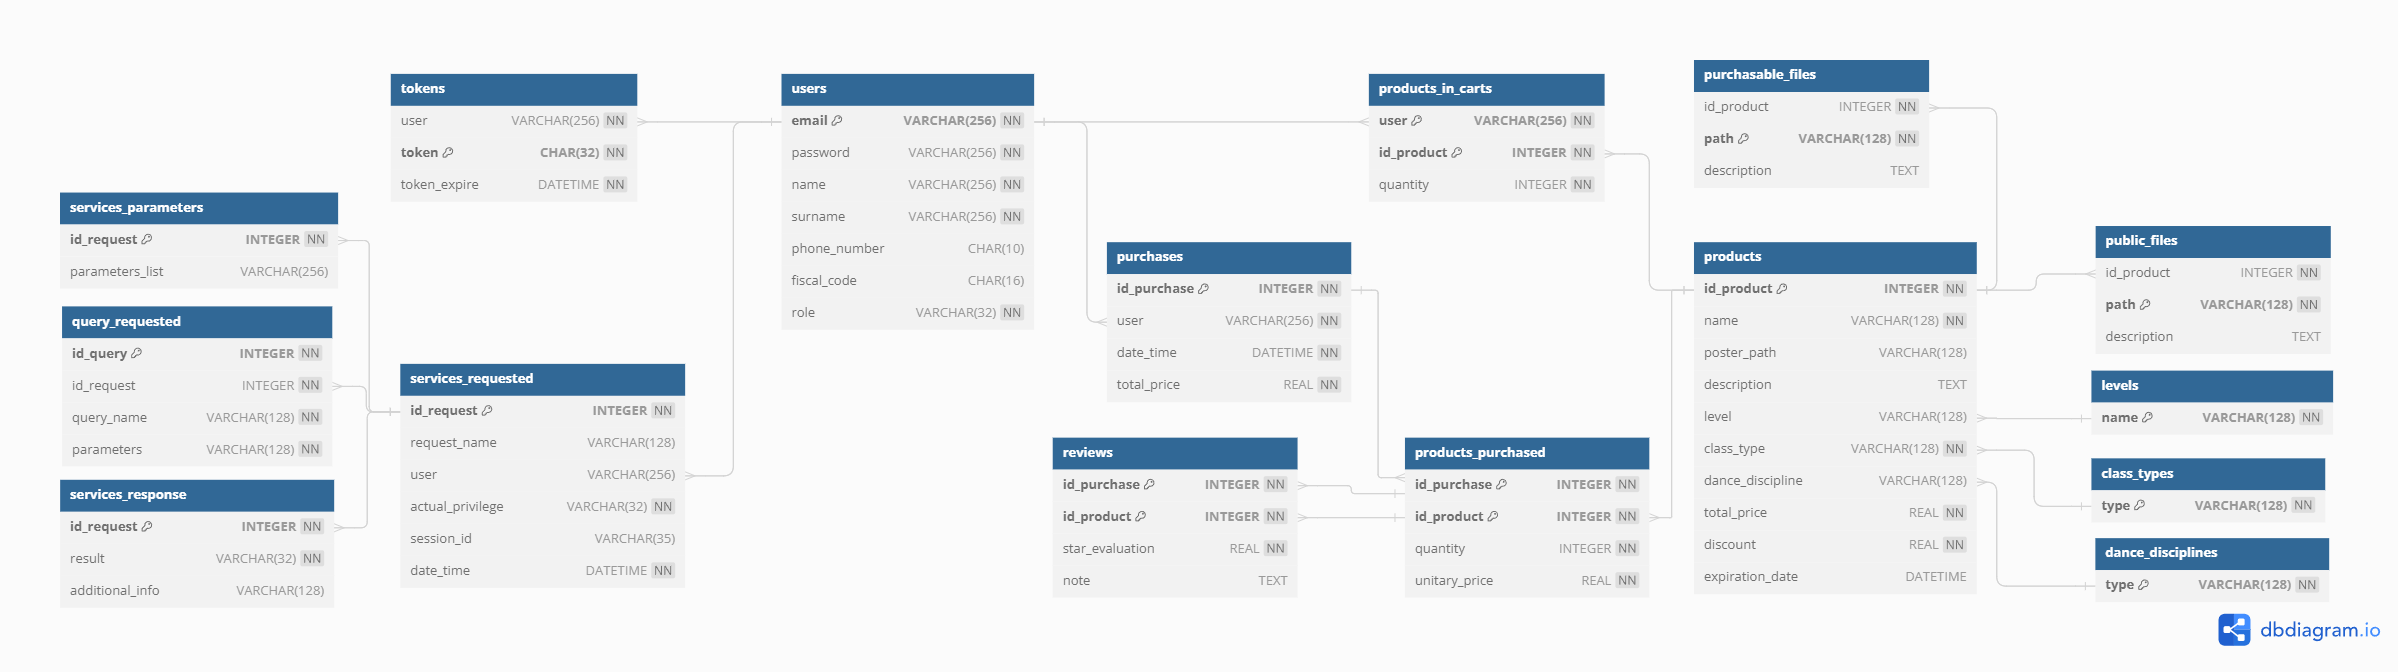 tokens
user VARCHAR(256) NN
token CHAR(32) NN
token_expire DATETIME NN
services_parameters
id_request INTEGER NN
parameters_list VARCHAR(256)
query_requested
id_query INTEGER NN
id_request INTEGER NN
query_name VARCHAR(128) NN
parameters VARCHAR(128) NN
services_response
id_request INTEGER NN
result VARCHAR(32) NN
additional_info VARCHAR(128)
services_requested
id_request INTEGER NN
request_name VARCHAR(128)
user VARCHAR(256)
actual_privilege VARCHAR(32) NN
session_id VARCHAR(35)
date_time DATETIME NN
users
email VARCHAR(256) NN
password VARCHAR(256) NN
name VARCHAR(256) NN
surname VARCHAR(256) NN
phone_number CHAR(10)
fiscal_code CHAR(16)
role VARCHAR(32) NN
purchases
id_purchase INTEGER NN
user VARCHAR(256) NN
date_time DATETIME NN
total_price REAL NN
reviews
id_purchase INTEGER NN
id_product INTEGER NN
star_evaluation REAL NN
note TEXT
products_in_carts
user VARCHAR(256) NN
id_product INTEGER NN
quantity INTEGER NN
products_purchased
id_purchase INTEGER NN
id_product INTEGER NN
quantity INTEGER NN
unitary_price REAL NN
purchasable_files
id_product INTEGER NN
path VARCHAR(128) NN
description TEXT
products
id_product INTEGER NN
name VARCHAR(128) NN
poster_path VARCHAR(128)
description TEXT
level VARCHAR(128)
class_type VARCHAR(128) NN
dance_discipline VARCHAR(128)
total_price REAL NN
discount REAL NN
expiration_date DATETIME
public_files
id_product INTEGER NN
path VARCHAR(128) NN
description TEXT
levels
name VARCHAR(128) NN
class_types
type VARCHAR(128) NN
dance_disciplines
type VARCHAR(128) NN
dbdiagram.io